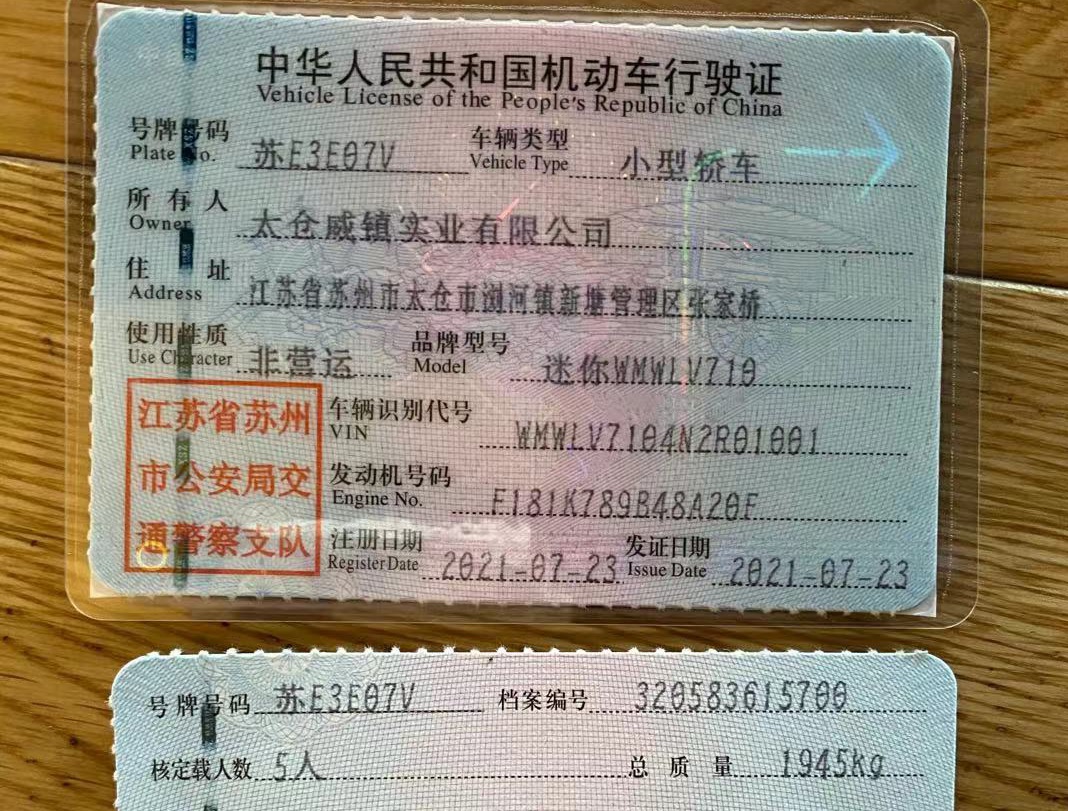 中华人民共和国机动车行驶证
Vehicle License of the People's Republic of China
号牌号码 苏E3E07V 车辆类型 小型轿车
Plate No. Vehicle Type
所有人 太仓威镇实业有限公司
Owner
住址 江苏省苏州市太仓市浏河镇新塘管理区张家桥
Address
使用性质 非营运 品牌型号 迷你WMWLV710
Use Character Model
江苏省苏州
市公安局交
通警察支队
车辆识别代号 WMWLV7104N2R01001
VIN
发动机号码 F181K789B48A20F
Engine No.
注册日期 2021-07-23 发证日期 2021-07-23
Register Date Issue Date
号牌号码 苏E3E07V 档案编号 320583615700
核定载人数 5人 总质量 1945kg